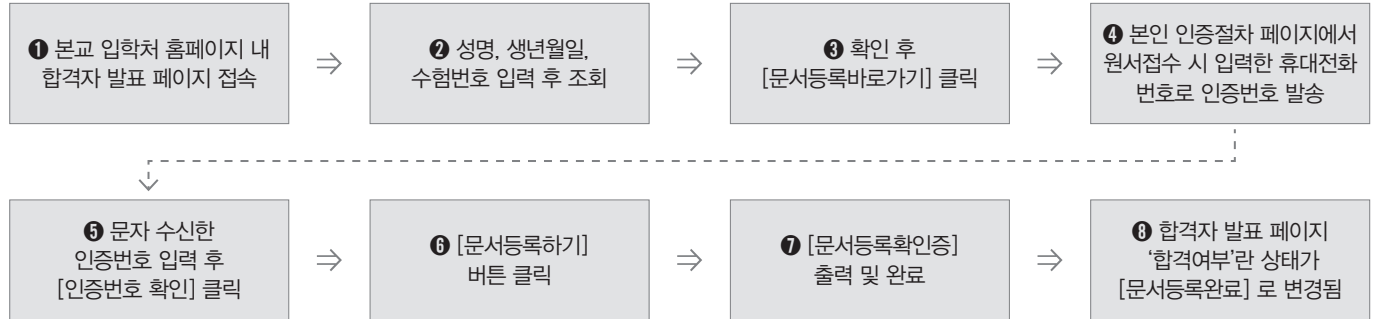 ❶ 본교 입학처 홈페이지 내
합격자 발표 페이지 접속
⇒
❷ 성명, 생년월일,
수험번호 입력 후 조회
⇒
❸ 확인 후
[문서등록바로가기] 클릭
⇒
❹ 본인 인증절차 페이지에서
원서접수 시 입력한 휴대전화
번호로 인증번호 발송
❺ 문자 수신한
인증번호 입력 후
[인증번호 확인] 클릭
⇒
❻ [문서등록하기]
버튼 클릭
⇒
❼ [문서등록확인증]
출력 및 완료
⇒
❽ 합격자 발표 페이지
‘합격여부’란 상태가
[문서등록완료] 로 변경됨